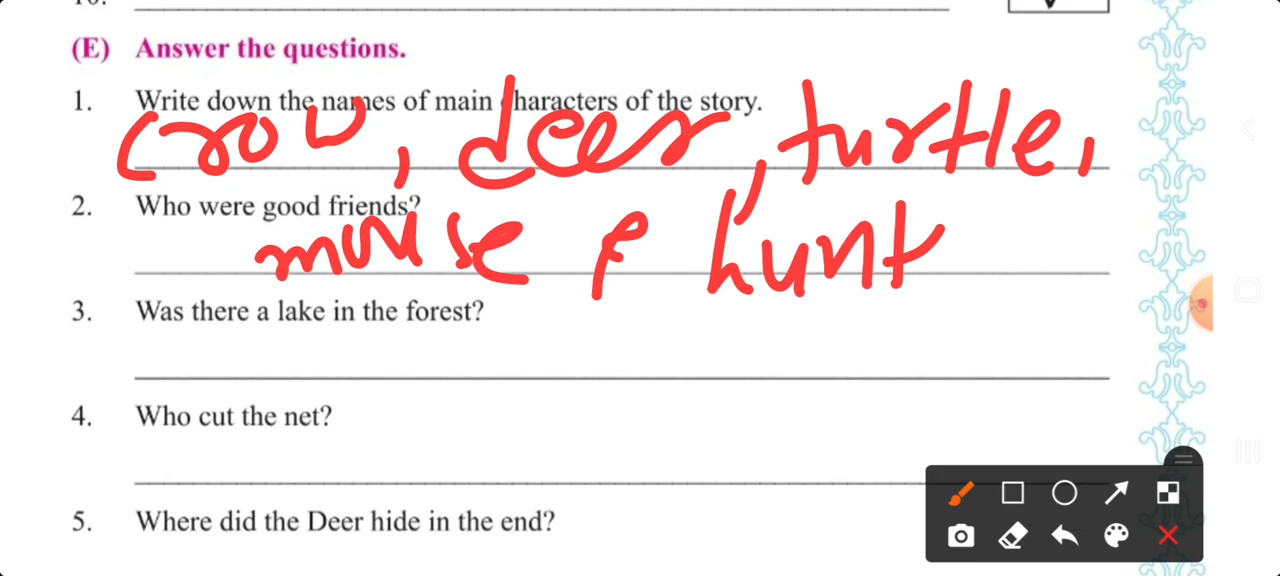 (E) Answer the questions.
1. Write down the names of main characters of the story.
crow, deer, turtle,
2. Who were good friends?
mouse & hunt
3. Was there a lake in the forest?
4. Who cut the net?
5. Where did the Deer hide in the end?